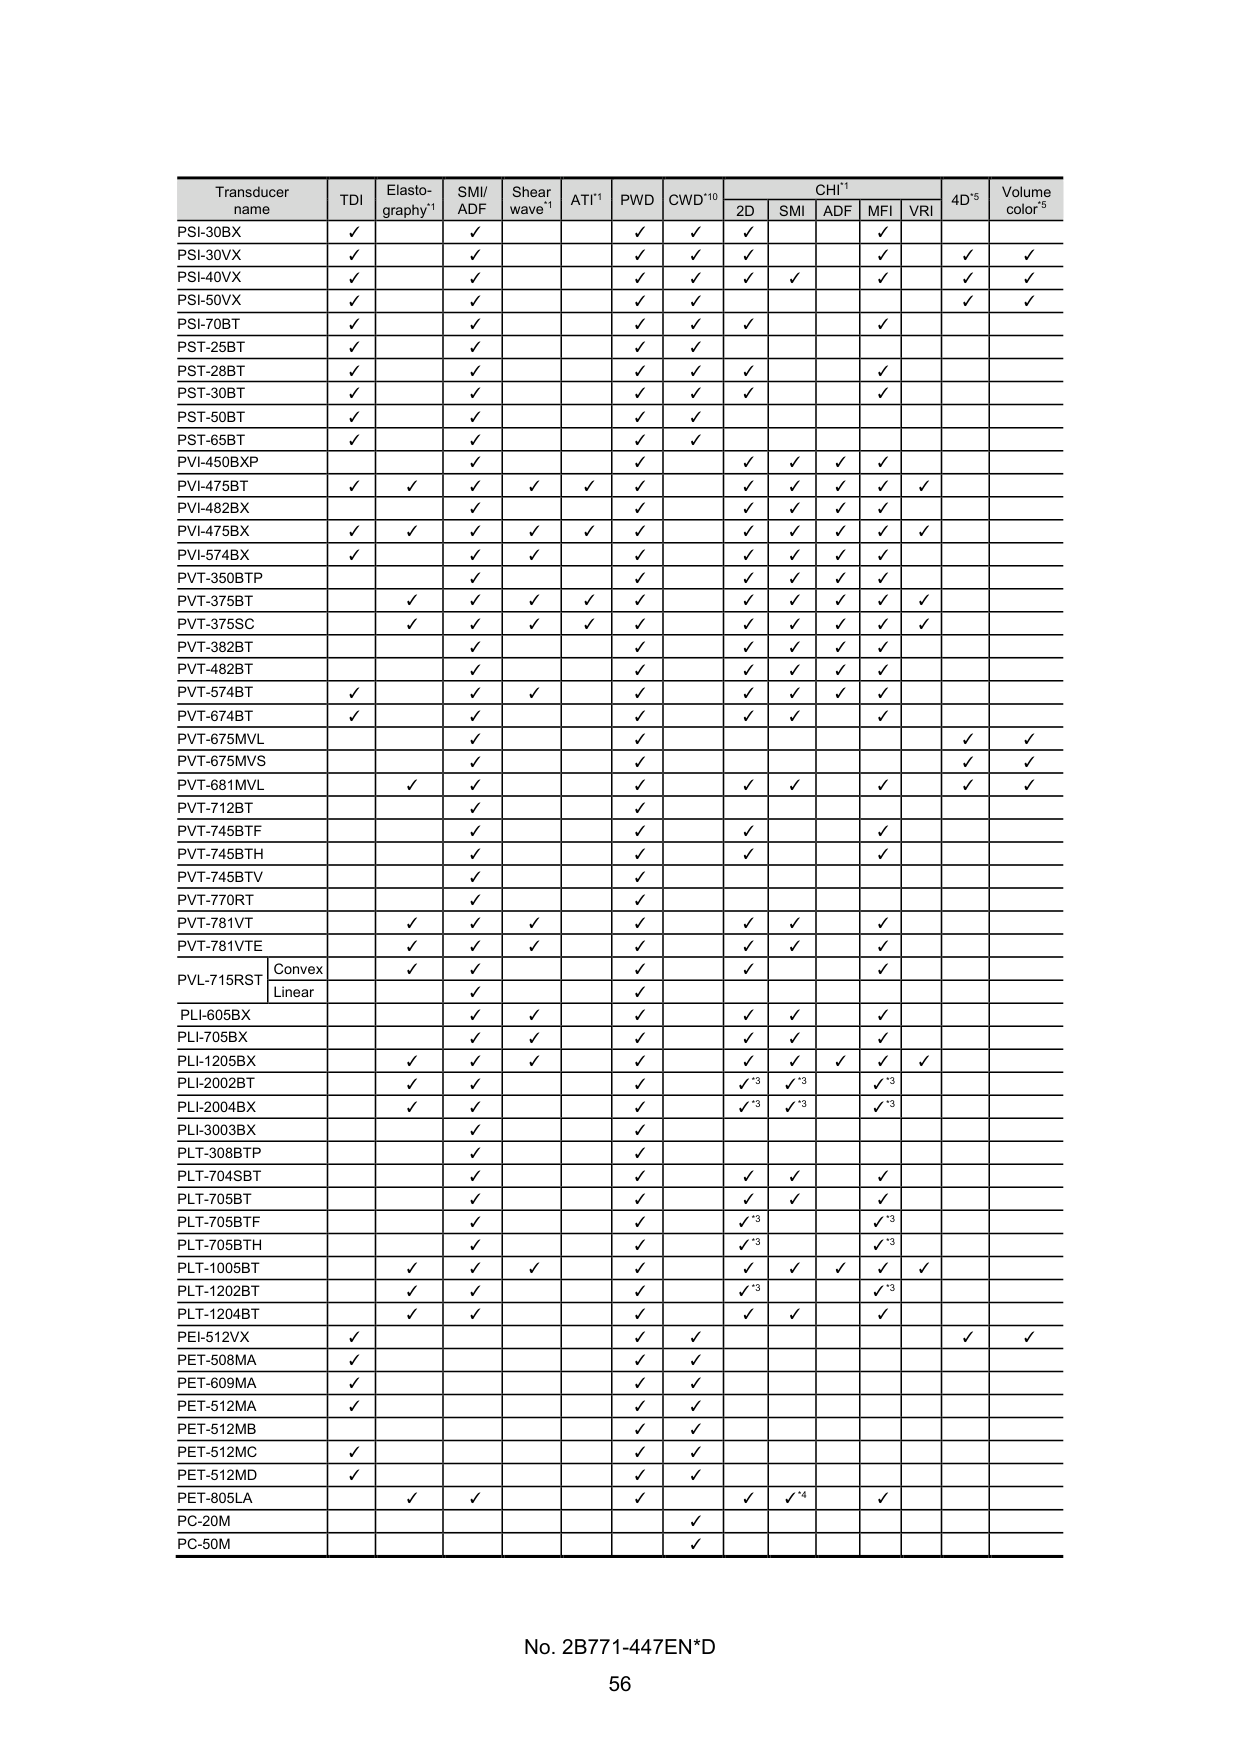 Transducer name TDI Elasto-graphy*1 SMI/ADF Shear wave*1 ATI*1 PWD CWD*10 CHI*1 4D*5 Volume color*5
2D SMI ADF MFI VRI
PSI-30BX ✓ ✓ ✓ ✓ ✓ ✓
PSI-30VX ✓ ✓ ✓ ✓ ✓ ✓ ✓ ✓
PSI-40VX ✓ ✓ ✓ ✓ ✓ ✓ ✓ ✓ ✓
PSI-50VX ✓ ✓ ✓ ✓ ✓ ✓
PSI-70BT ✓ ✓ ✓ ✓ ✓ ✓
PST-25BT ✓ ✓ ✓ ✓
PST-28BT ✓ ✓ ✓ ✓ ✓ ✓
PST-30BT ✓ ✓ ✓ ✓ ✓ ✓
PST-50BT ✓ ✓ ✓ ✓
PST-65BT ✓ ✓ ✓ ✓
PVI-450BXP ✓ ✓ ✓ ✓ ✓ ✓
PVI-475BT ✓ ✓ ✓ ✓ ✓ ✓ ✓ ✓ ✓ ✓ ✓
PVI-482BX ✓ ✓ ✓ ✓ ✓ ✓
PVI-475BX ✓ ✓ ✓ ✓ ✓ ✓ ✓ ✓ ✓ ✓ ✓
PVI-574BX ✓ ✓ ✓ ✓ ✓ ✓ ✓ ✓
PVT-350BTP ✓ ✓ ✓ ✓ ✓ ✓
PVT-375BT ✓ ✓ ✓ ✓ ✓ ✓ ✓ ✓ ✓ ✓
PVT-375SC ✓ ✓ ✓ ✓ ✓ ✓ ✓ ✓ ✓ ✓
PVT-382BT ✓ ✓ ✓ ✓ ✓ ✓
PVT-482BT ✓ ✓ ✓ ✓ ✓ ✓
PVT-574BT ✓ ✓ ✓ ✓ ✓ ✓ ✓ ✓
PVT-674BT ✓ ✓ ✓ ✓ ✓ ✓
PVT-675MVL ✓ ✓ ✓ ✓
PVT-675MVS ✓ ✓ ✓ ✓
PVT-681MVL ✓ ✓ ✓ ✓ ✓ ✓ ✓ ✓
PVT-712BT ✓ ✓
PVT-745BTF ✓ ✓ ✓ ✓
PVT-745BTH ✓ ✓ ✓ ✓
PVT-745BTV ✓ ✓
PVT-770RT ✓ ✓
PVT-781VT ✓ ✓ ✓ ✓ ✓ ✓ ✓
PVT-781VTE ✓ ✓ ✓ ✓ ✓ ✓ ✓
PVL-715RST Convex ✓ ✓ ✓ ✓ ✓
Linear ✓ ✓
PLI-605BX ✓ ✓ ✓ ✓ ✓ ✓
PLI-705BX ✓ ✓ ✓ ✓ ✓ ✓
PLI-1205BX ✓ ✓ ✓ ✓ ✓ ✓ ✓ ✓ ✓
PLI-2002BT ✓ ✓ ✓ ✓*3 ✓*3 ✓*3
PLI-2004BX ✓ ✓ ✓ ✓*3 ✓*3 ✓*3
PLI-3003BX ✓ ✓
PLT-308BTP ✓ ✓
PLT-704SBT ✓ ✓ ✓ ✓ ✓
PLT-705BT ✓ ✓ ✓ ✓ ✓
PLT-705BTF ✓ ✓ ✓*3 ✓*3
PLT-705BTH ✓ ✓ ✓*3 ✓*3
PLT-1005BT ✓ ✓ ✓ ✓ ✓ ✓ ✓ ✓ ✓
PLT-1202BT ✓ ✓ ✓ ✓*3 ✓*3
PLT-1204BT ✓ ✓ ✓ ✓ ✓ ✓
PEI-512VX ✓ ✓ ✓ ✓ ✓
PET-508MA ✓ ✓ ✓
PET-609MA ✓ ✓ ✓
PET-512MA ✓ ✓ ✓
PET-512MB ✓ ✓
PET-512MC ✓ ✓ ✓
PET-512MD ✓ ✓ ✓
PET-805LA ✓ ✓ ✓ ✓ ✓*4 ✓
PC-20M ✓
PC-50M ✓
No. 2B771-447EN*D
56